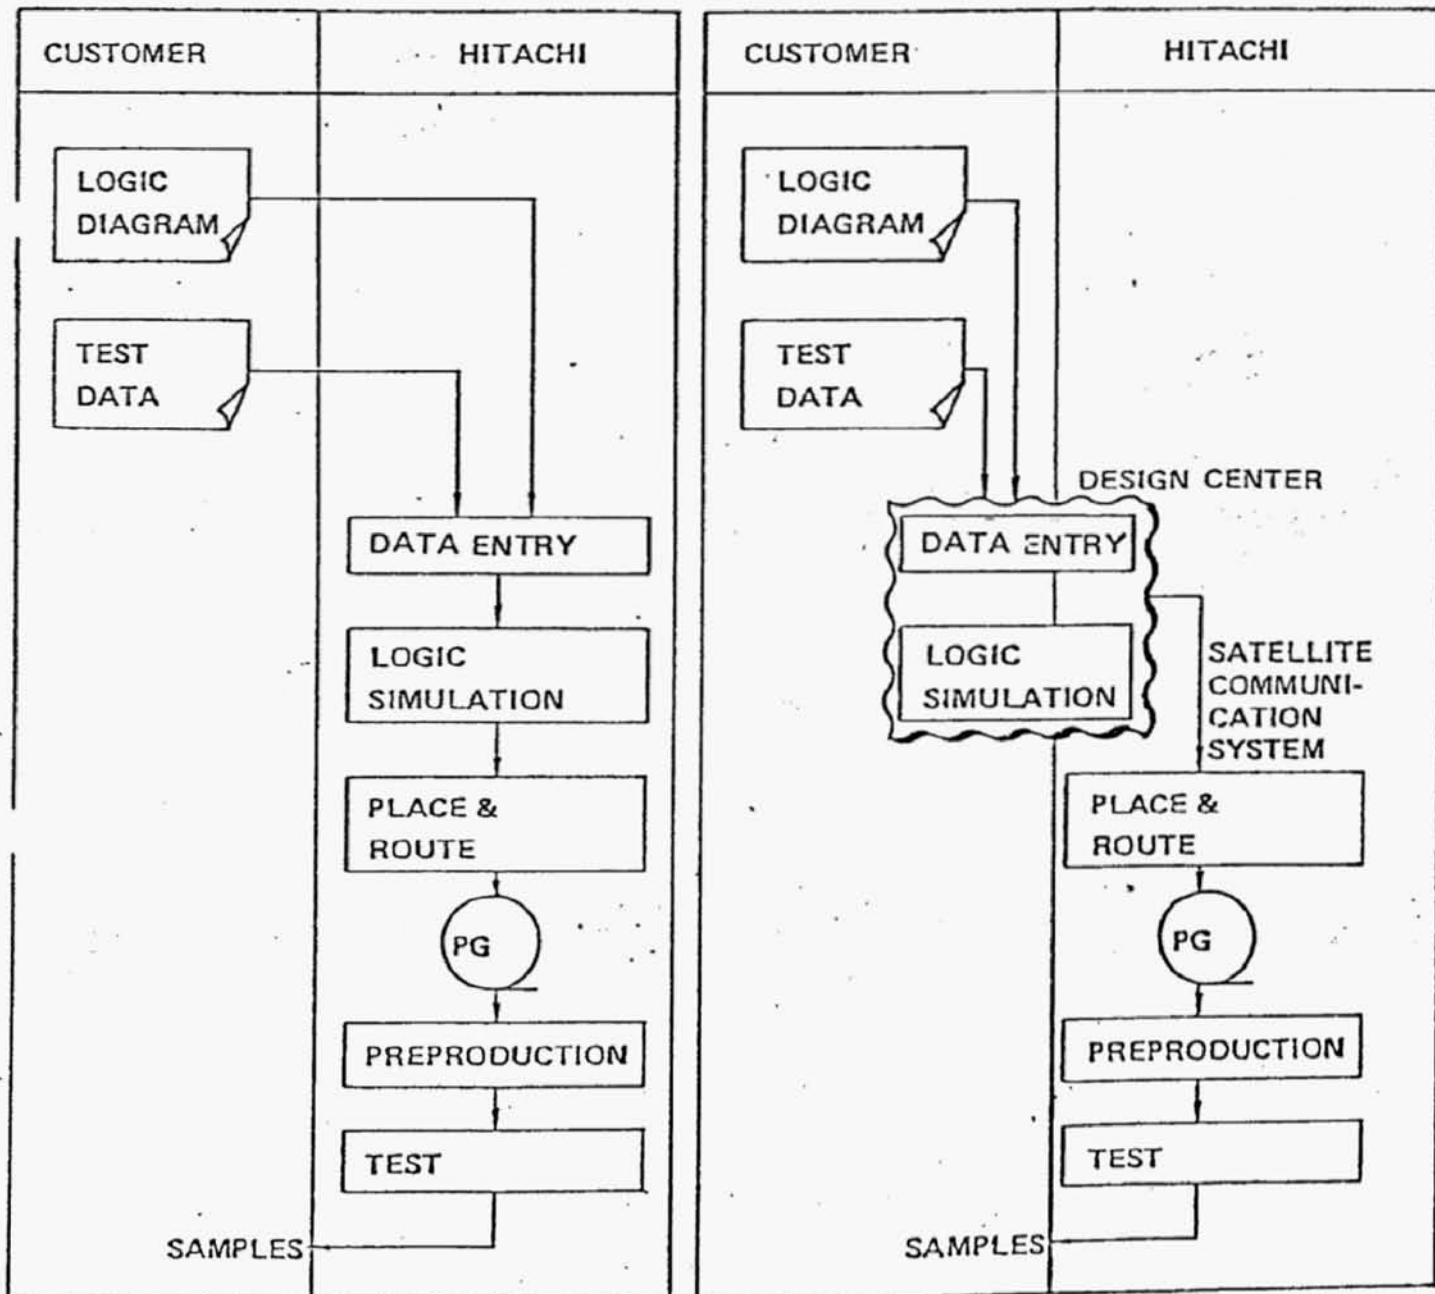 CUSTOMER
HITACHI
LOGIC
DIAGRAM
TEST
DATA
DATA ENTRY
LOGIC
SIMULATION
PLACE &
ROUTE
PG
PREPRODUCTION
TEST
SAMPLES
CUSTOMER
HITACHI
LOGIC
DIAGRAM
TEST
DATA
DESIGN CENTER
DATA ENTRY
LOGIC
SIMULATION
SATELLITE
COMMUNI-
CATION
SYSTEM
PLACE &
ROUTE
PG
PREPRODUCTION
TEST
SAMPLES